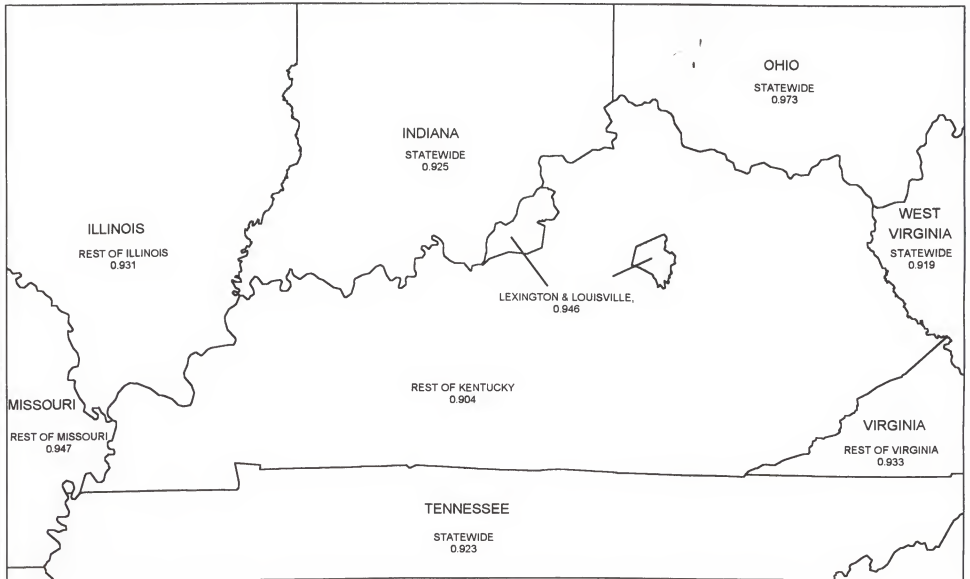 OHIO
STATEWIDE
0.973
INDIANA
STATEWIDE
0.925
WEST
VIRGINIA
STATEWIDE
0.919
ILLINOIS
REST OF ILLINOIS
0.931
LEXINGTON & LOUISVILLE,
0.946
REST OF KENTUCKY
0.904
MISSOURI
REST OF MISSOURI
0.947
VIRGINIA
REST OF VIRGINIA
0.933
TENNESSEE
STATEWIDE
0.923